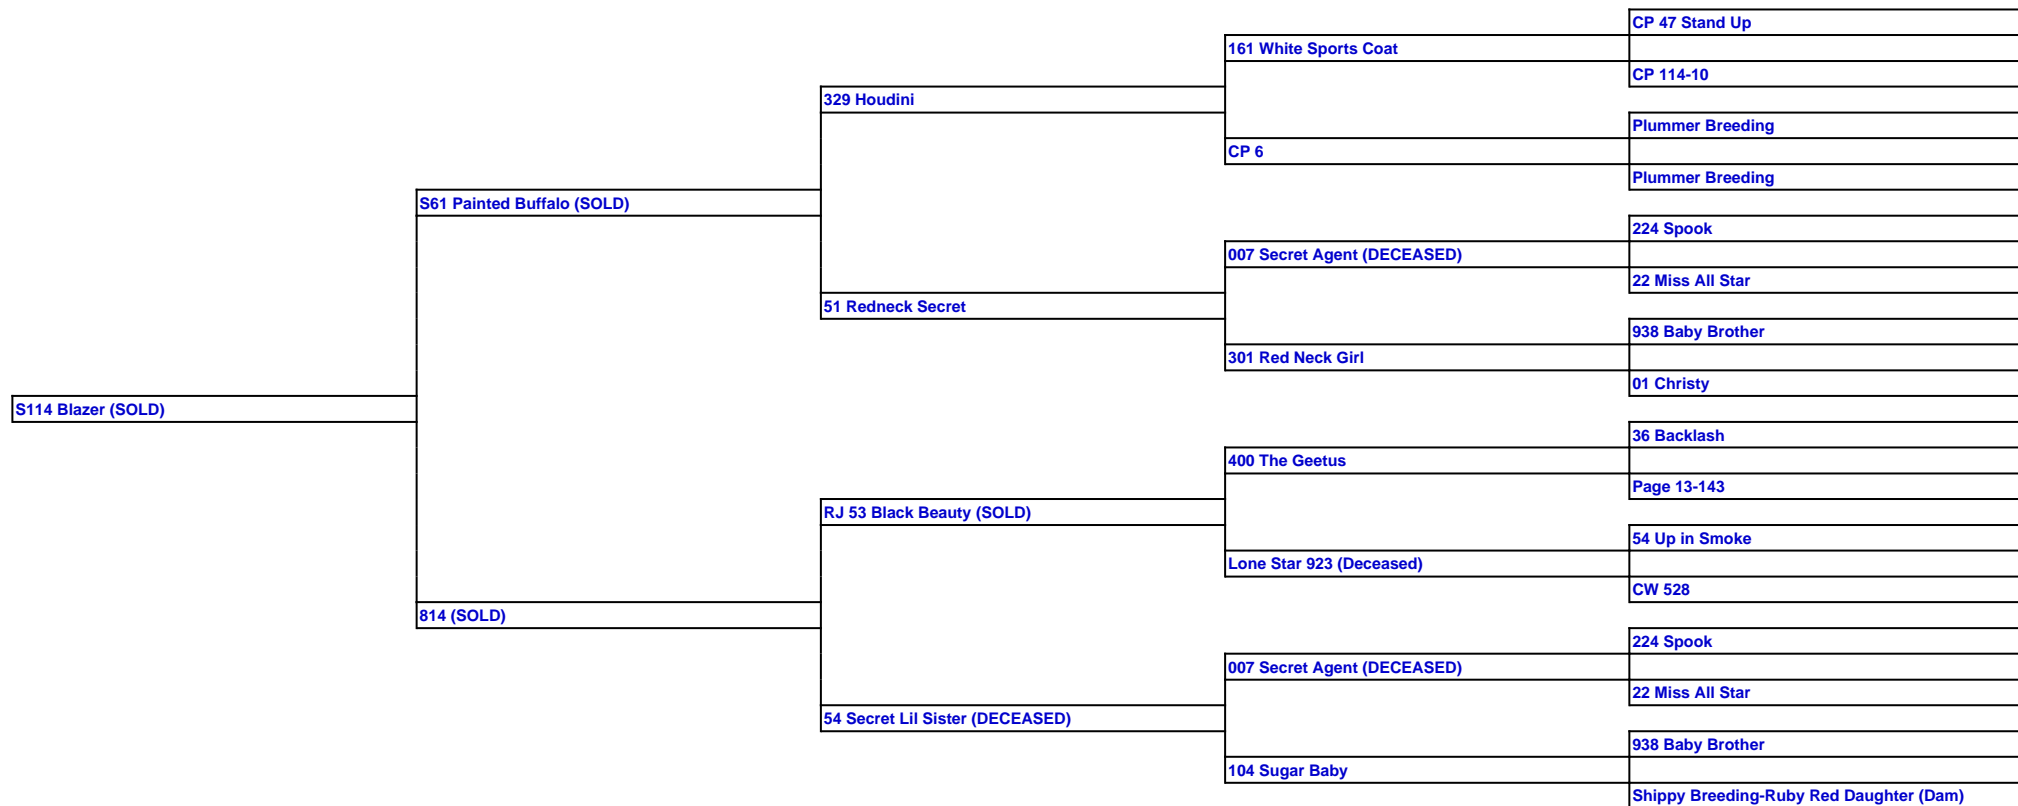 CP 47 Stand Up
161 White Sports Coat
CP 114-10
329 Houdini
Plummer Breeding
CP 6
Plummer Breeding
S61 Painted Buffalo (SOLD)
224 Spook
007 Secret Agent (DECEASED)
22 Miss All Star
51 Redneck Secret
938 Baby Brother
301 Red Neck Girl
01 Christy
S114 Blazer (SOLD)
36 Backlash
400 The Geetus
Page 13-143
RJ 53 Black Beauty (SOLD)
54 Up in Smoke
Lone Star 923 (Deceased)
CW 528
814 (SOLD)
224 Spook
007 Secret Agent (DECEASED)
22 Miss All Star
54 Secret Lil Sister (DECEASED)
938 Baby Brother
104 Sugar Baby
Shippy Breeding-Ruby Red Daughter (Dam)